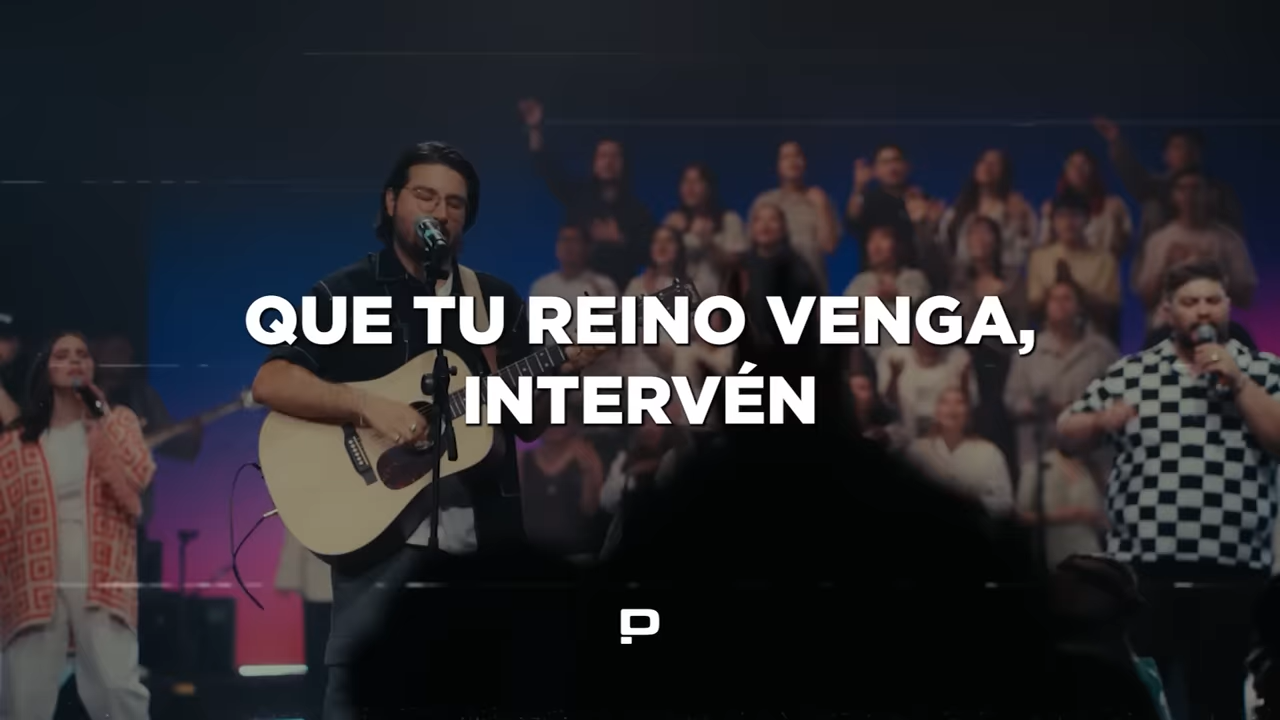 QUE TU REINO VENGA,
INTERVÉN